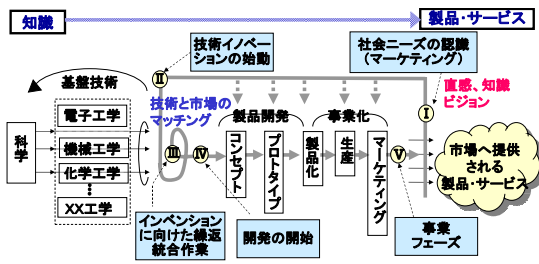 知識
製品・サービス
技術イノベー
ションの始動
社会ニーズの認識
(マーケティング)
基盤技術
Ⅱ
技術と市場の
マッチング
製品開発
事業化
Ⅰ
直感、知識
ビジョン
科学
電子工学
機械工学
化学工学
XX工学
Ⅲ
Ⅳ
コンセプト
プロトタイプ
製品化
生産
マーケティング
Ⅴ
市場へ提供
される
製品・サービス
インベンション
に向けた繰返
統合作業
開発の開始
事業
フェーズ